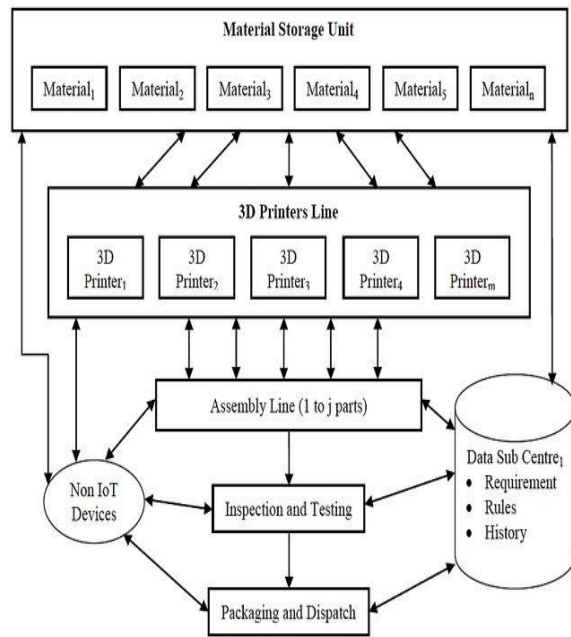 Material Storage Unit
Material₁ Material₂ Material₃ Material₄ Material₅ Materialₙ
3D Printers Line
3D 3D 3D 3D 3D
Printer₁ Printer₂ Printer₃ Printer₄ Printerₘ
Assembly Line (1 to j parts)
Non IoT
Devices
Inspection and Testing
Packaging and Dispatch
Data Sub Centre₁
• Requirement
• Rules
• History